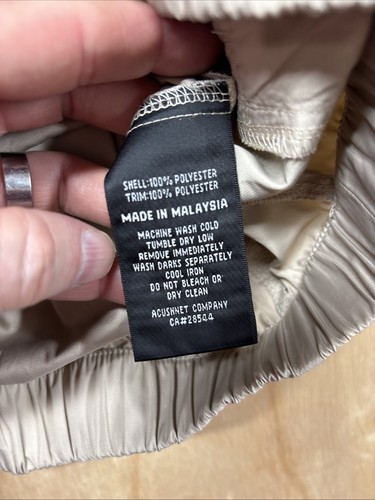 SHELL:100% POLYESTER
TRIM:100% POLYESTER
MADE IN MALAYSIA
MACHINE WASH COLD
TUMBLE DRY LOW
REMOVE IMMEDIATELY
WASH DARKS SEPARATELY
COOL IRON
DO NOT BLEACH OR
DRY CLEAN
ACUSHNET COMPANY
CA#28544